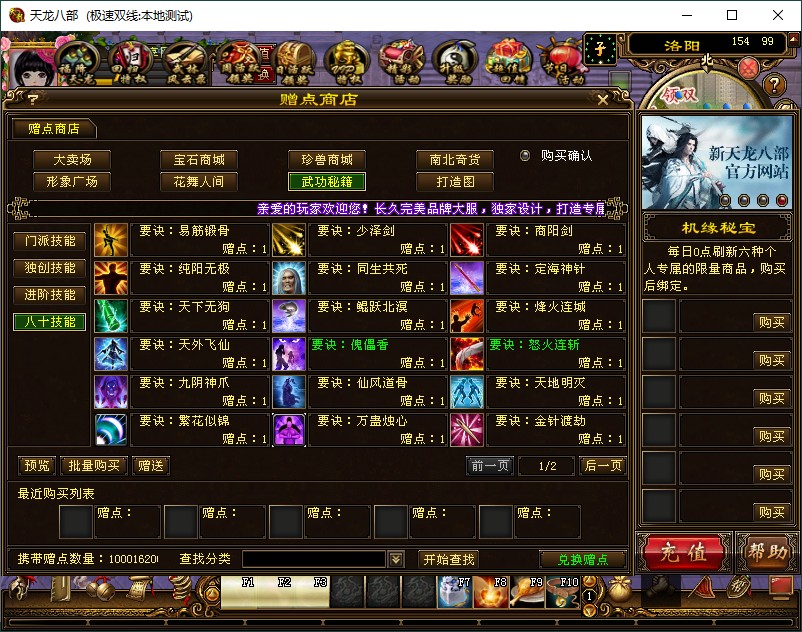 天龙八部 (极速双线:本地测试)
洛阳
154 99
北
?
赠点商店
领双
赠点商店
大卖场
宝石商城
珍兽商城
南北奇货
购买确认
形象广场
花舞人间
武功秘籍
打造图
亲爱的玩家欢迎您！长久完美品牌大服，独家设计，打造专属
新天龙八部
官方网站
机缘秘宝
每日0点刷新六种个
人专属的限量商品，购买
后绑定。
门派技能
独创技能
进阶技能
八十技能
要诀：易筋锻骨
赠点：1
要诀：少泽剑
赠点：1
要诀：商阳剑
赠点：1
要诀：纯阳无极
赠点：1
要诀：同生共死
赠点：1
要诀：定海神针
赠点：1
要诀：天下无狗
赠点：1
要诀：鲲跃北溟
赠点：1
要诀：烽火连城
赠点：1
要诀：天外飞仙
赠点：1
要诀：傀儡香
赠点：1
要诀：怒火连斩
赠点：1
要诀：九阴神爪
赠点：1
要诀：仙风道骨
赠点：1
要诀：天地明灭
赠点：1
要诀：繁花似锦
赠点：1
要诀：万蛊烛心
赠点：1
要诀：金针渡劫
赠点：1
购买
购买
购买
购买
购买
购买
预览
批量购买
赠送
前一页
1/2
后一页
最近购买列表
赠点：
赠点：
赠点：
赠点：
赠点：
携带赠点数量：10001620
查找分类
开始查找
兑换赠点
充值
帮助
F1
F2
F3
F7
F8
F9
F10
1